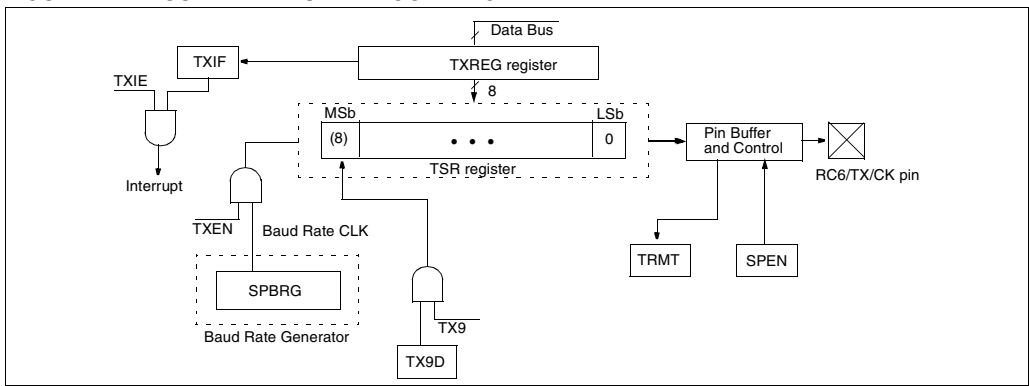 Data Bus
TXIF
TXREG register
TXIE
8
MSb
LSb
(8)
• • •
0
Pin Buffer
and Control
TSR register
Interrupt
RC6/TX/CK pin
TXEN
Baud Rate CLK
TRMT
SPEN
SPBRG
TX9
Baud Rate Generator
TX9D